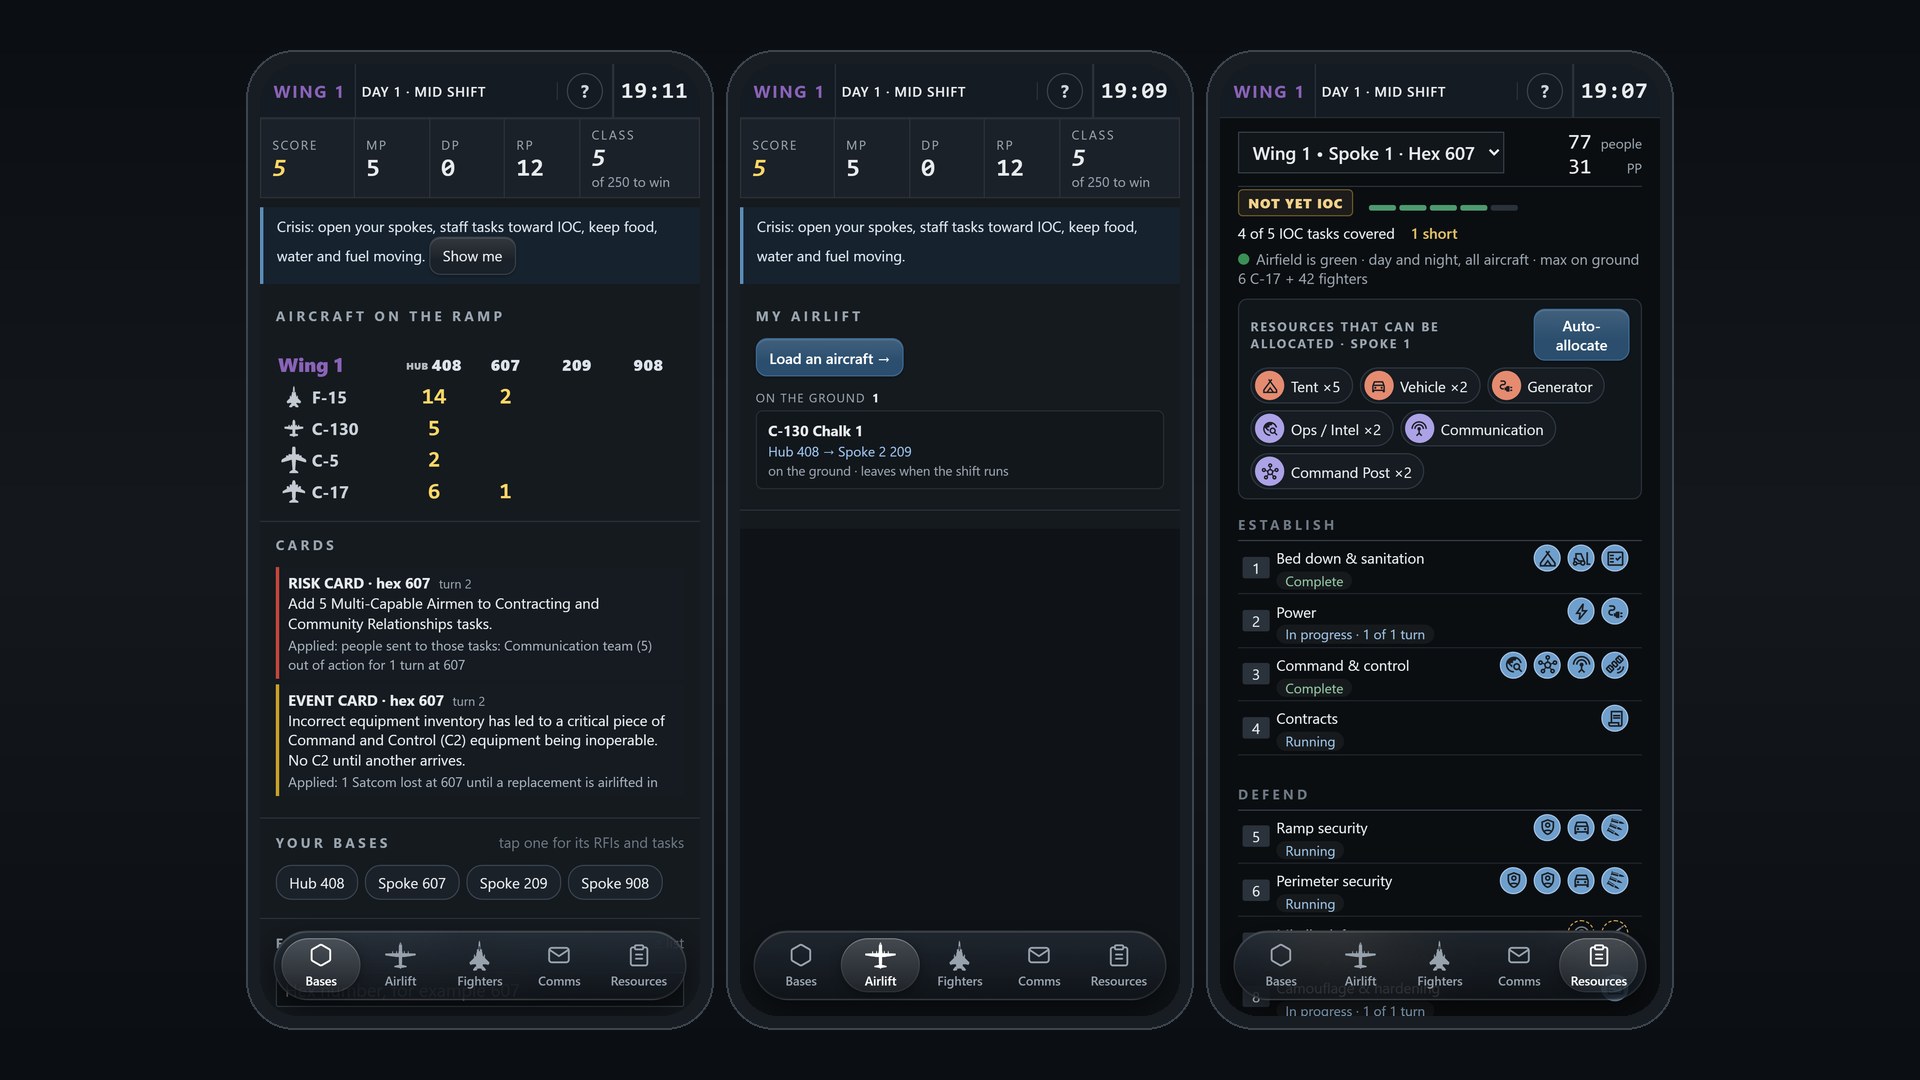 WING 1
DAY 1 · MID SHIFT
?
19:11
SCORE
5
MP
5
DP
0
RP
12
CLASS
5
of 250 to win
Crisis: open your spokes, staff tasks toward IOC, keep food,
water and fuel moving. Show me
AIRCRAFT ON THE RAMP
Wing 1 HUB 408 607 209 908
F-15 14 2
C-130 5
C-5 2
C-17 6 1
CARDS
RISK CARD · hex 607 turn 2
Add 5 Multi-Capable Airmen to Contracting and
Community Relationships tasks.
Applied: people sent to those tasks: Communication team (5)
out of action for 1 turn at 607
EVENT CARD · hex 607 turn 2
Incorrect equipment inventory has led to a critical piece of
Command and Control (C2) equipment being inoperable.
No C2 until another arrives.
Applied: 1 Satcom lost at 607 until a replacement is airlifted in
YOUR BASES tap one for its RFIs and tasks
Hub 408 Spoke 607 Spoke 209 Spoke 908
Bases Airlift Fighters Comms Resources
number, for example 607
WING 1
DAY 1 · MID SHIFT
?
19:09
SCORE
5
MP
5
DP
0
RP
12
CLASS
5
of 250 to win
Crisis: open your spokes, staff tasks toward IOC, keep food,
water and fuel moving.
MY AIRLIFT
Load an aircraft →
ON THE GROUND 1
C-130 Chalk 1
Hub 408 → Spoke 2 209
on the ground · leaves when the shift runs
Bases Airlift Fighters Comms Resources
WING 1
DAY 1 · MID SHIFT
?
19:07
Wing 1 • Spoke 1 · Hex 607
77 people
31 PP
NOT YET IOC
4 of 5 IOC tasks covered 1 short
Airfield is green · day and night, all aircraft · max on ground
6 C-17 + 42 fighters
RESOURCES THAT CAN BE
ALLOCATED · SPOKE 1
Auto-
allocate
Tent ×5 Vehicle ×2 Generator
Ops / Intel ×2 Communication
Command Post ×2
ESTABLISH
1 Bed down & sanitation
Complete
2 Power
In progress · 1 of 1 turn
3 Command & control
Complete
4 Contracts
Running
DEFEND
5 Ramp security
Running
6 Perimeter security
Running
Bases Airlift Fighters Comms Resources
8 Camouflage & hardening
In progress · 1 of 1 turn